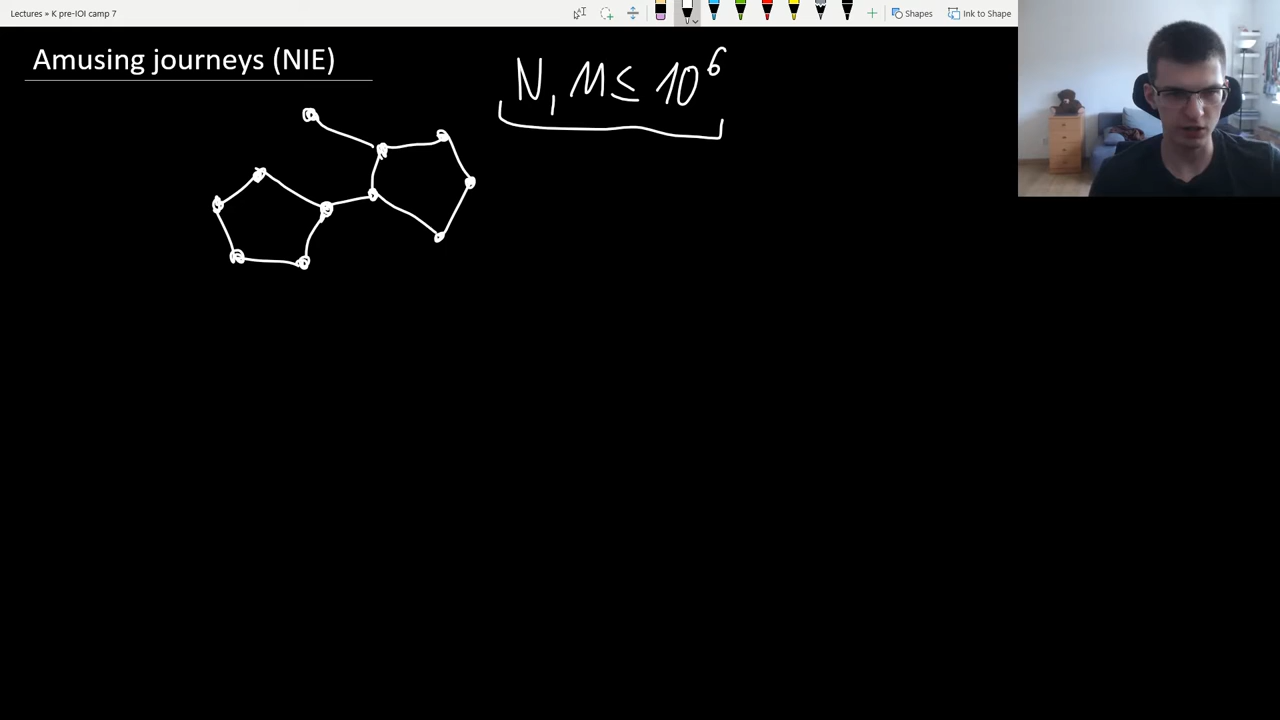 Lectures » K pre-IOI camp 7
Shapes
Ink to Shape
Amusing journeys (NIE)
N, M ≤ 10⁶